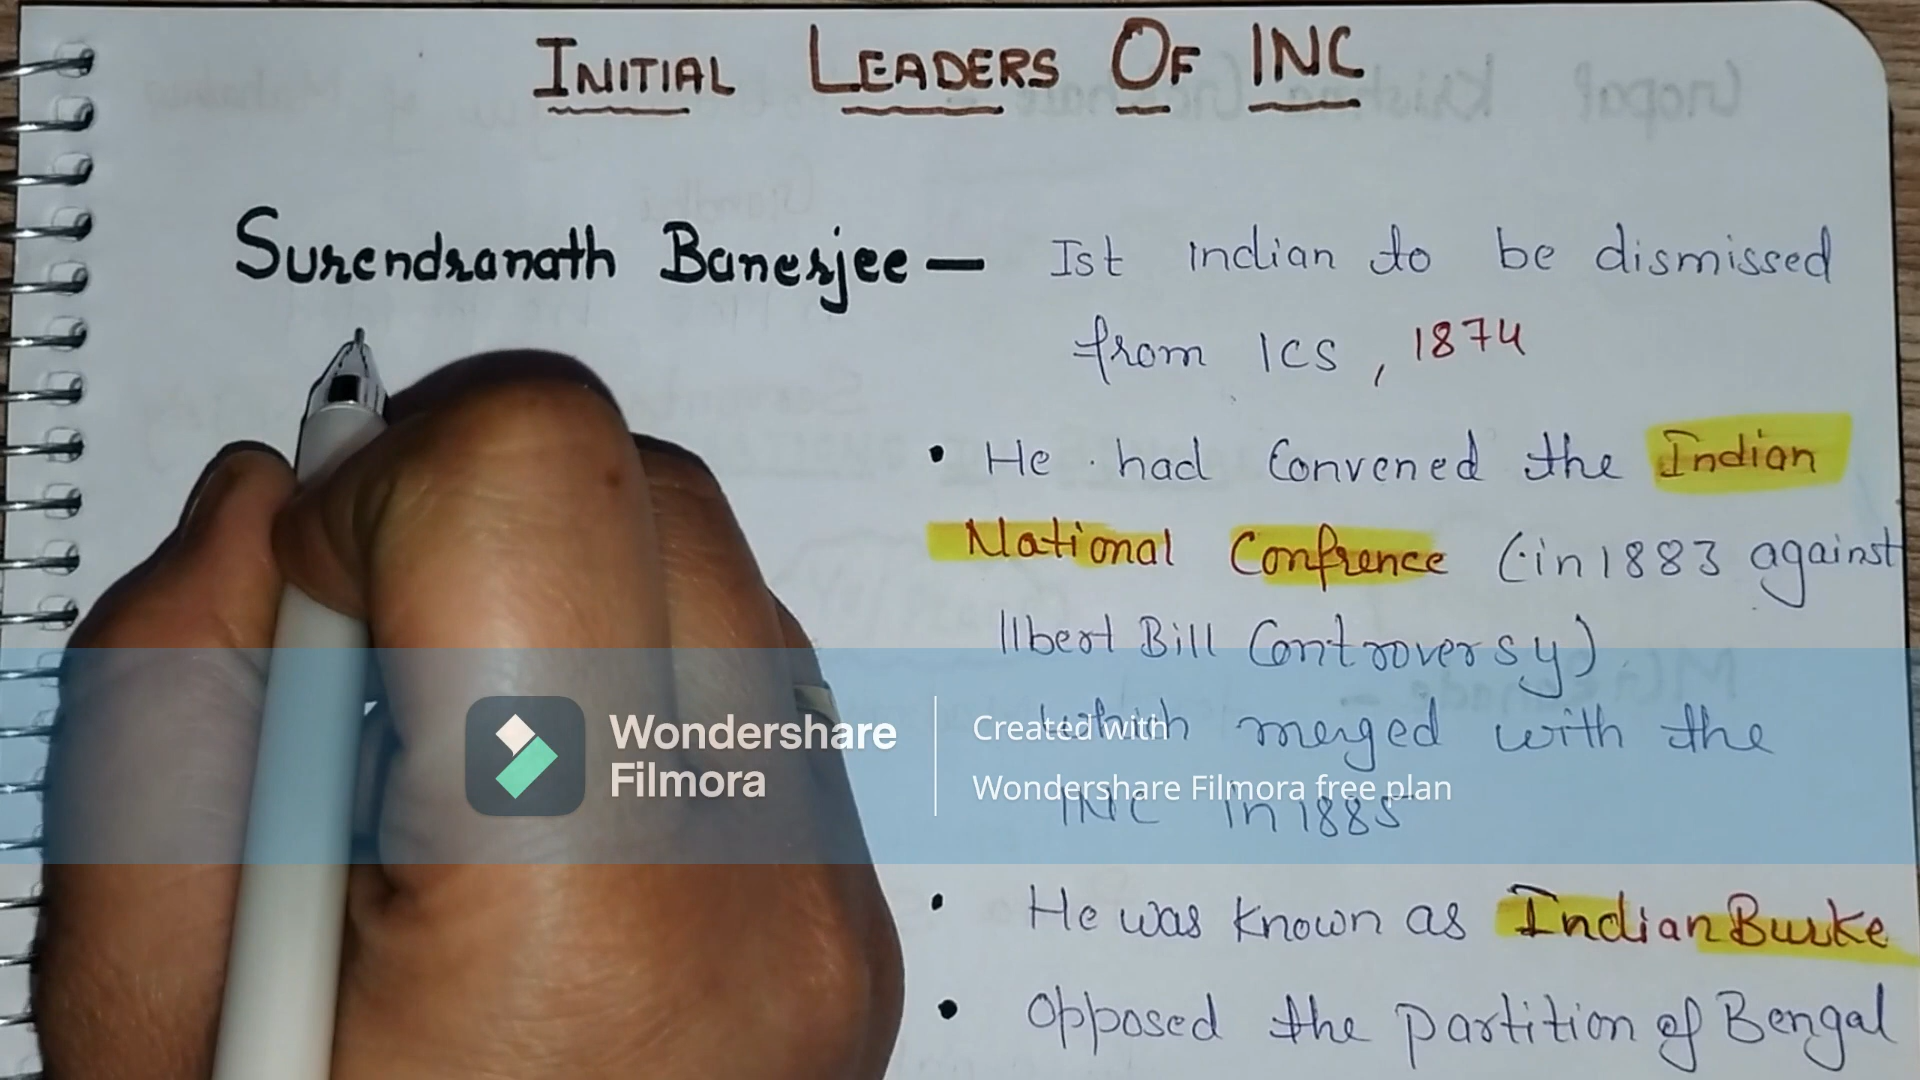 INITIAL LEADERS OF INC
Surendranath Banerjee — Ist indian to be dismissed
from ICS, 1874
• He had convened the Indian
National Confrence (in 1883 against
Ilbert Bill Controversy)
which merged with the
INC in 1885
• He was known as Indian Burke
• opposed the partition of Bengal
Wondershare
Filmora
Created with
Wondershare Filmora free plan